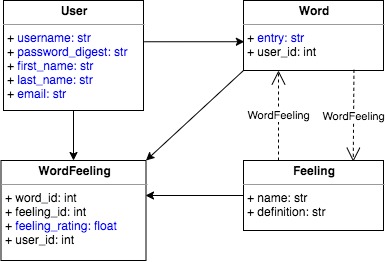 User
+ username: str
+ password_digest: str
+ first_name: str
+ last_name: str
+ email: str
Word
+ entry: str
+ user_id: int
WordFeeling
WordFeeling
WordFeeling
+ word_id: int
+ feeling_id: int
+ feeling_rating: float
+ user_id: int
Feeling
+ name: str
+ definition: str